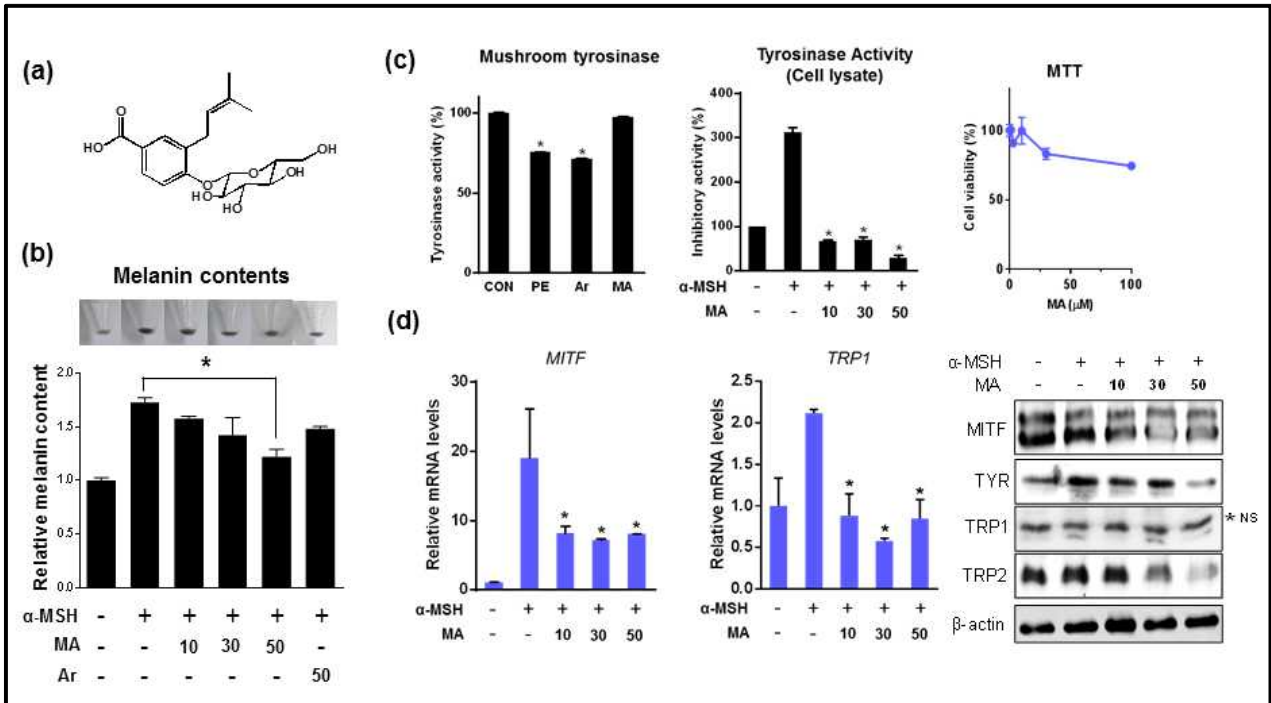 (a)
O
HO
O
O
HO
HO
OH
OH
OH
(b)
Melanin contents
*
Relative melanin content
2.0
1.5
1.0
0.5
0.0
α-MSH - + + + + +
MA - - 10 30 50 -
Ar - - - - - 50
(c)
Mushroom tyrosinase
Tyrosinase activity (%)
100
50
0
* *
CON PE Ar MA
Tyrosinase Activity
(Cell lysate)
Inhibitory activity (%)
400
300
200
100
0
* * *
α-MSH - + + + +
MA - - 10 30 50
MTT
Cell viability (%)
100
50
0
0 50 100
MA (μM)
(d)
MITF
Relative mRNA levels
30
20
10
0
* * *
α-MSH - + + + +
MA - - 10 30 50
TRP1
Relative mRNA levels
2.5
2.0
1.5
1.0
0.5
0.0
* * *
- + + + +
- - 10 30 50
α-MSH - + + + +
MA - - 10 30 50
MITF
TYR
TRP1
* NS
TRP2
β-actin